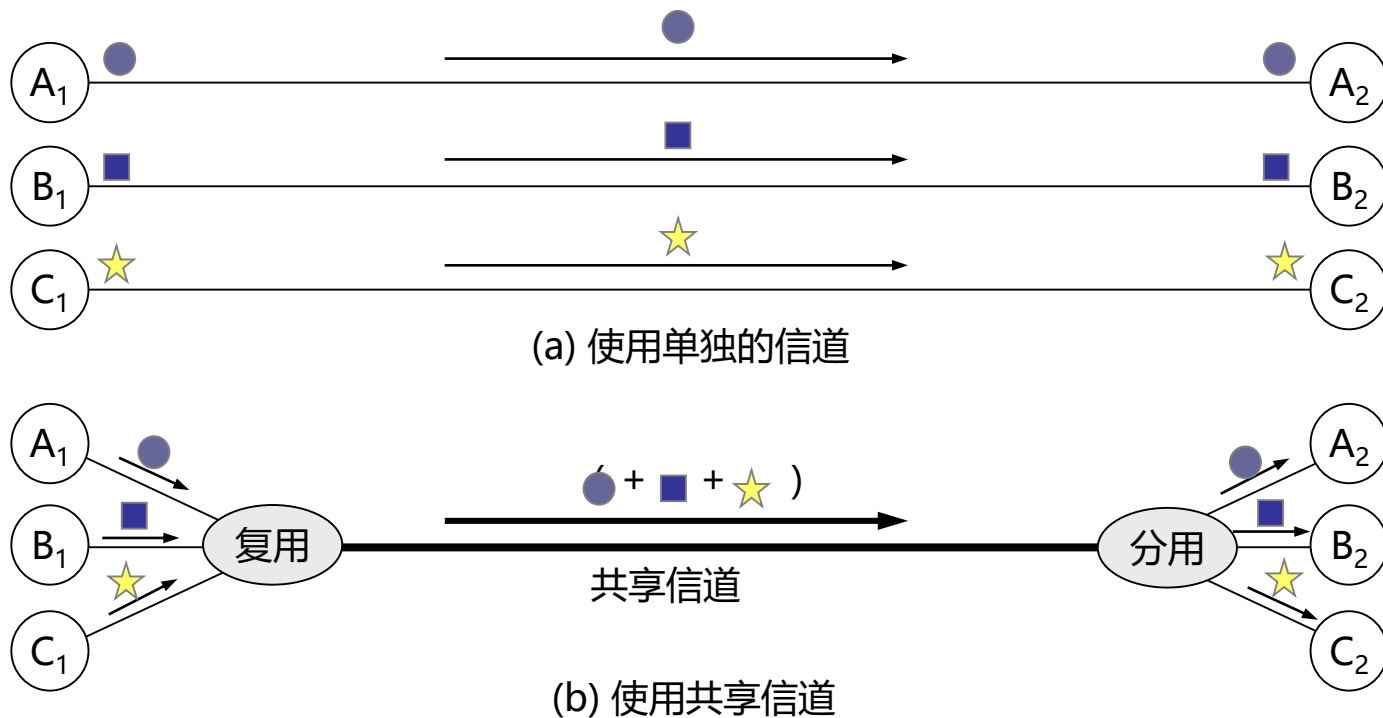 A₁ A₂
B₁ B₂
C₁ C₂
(a) 使用单独的信道
A₁ A₂
( + + )
B₁ 复用 分用 B₂
共享信道
C₁ C₂
(b) 使用共享信道